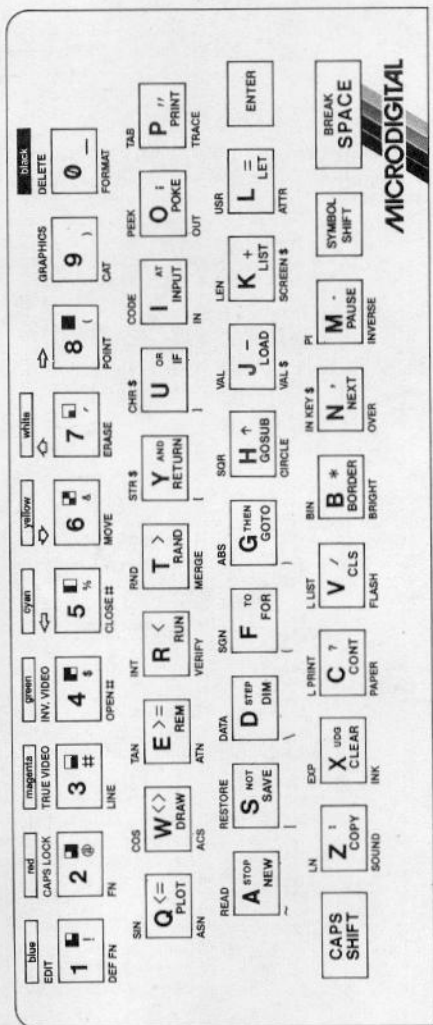 blue red magenta green cyan yellow white black
EDIT CAPS LOCK TRUE VIDEO INV. VIDEO ⇦ ⇩ ⇧ ⇨ GRAPHICS DELETE
1 ! 2 @ 3 # 4 $ 5 % 6 & 7 ' 8 ( 9 ) 0 _
DEF FN FN LINE OPEN # CLOSE # MOVE ERASE POINT CAT FORMAT
SIN COS TAN INT RND STR $ CHR $ CODE PEEK TAB
Q <= W <> E >= R < T > Y AND U OR I AT O ; P "
PLOT DRAW REM RUN RAND RETURN IF INPUT POKE PRINT
ASN ACS ATN VERIFY MERGE [ ] IN OUT TRACE
READ RESTORE DATA SGN ABS SQR VAL LEN USR
A STOP S NOT D STEP F TO G THEN H ↑ J − K + L = ENTER
NEW SAVE DIM FOR GOTO GOSUB LOAD LIST LET
~ | \ { } CIRCLE VAL $ SCREEN $ ATTR
LN EXP L PRINT L LIST BIN IN KEY $ PI
CAPS SHIFT Z : X UDG C ? V / B * N , M . SYMBOL SHIFT BREAK SPACE
COPY CLEAR CONT CLS BORDER NEXT PAUSE
SOUND INK PAPER FLASH BRIGHT OVER INVERSE
MICRODIGITAL